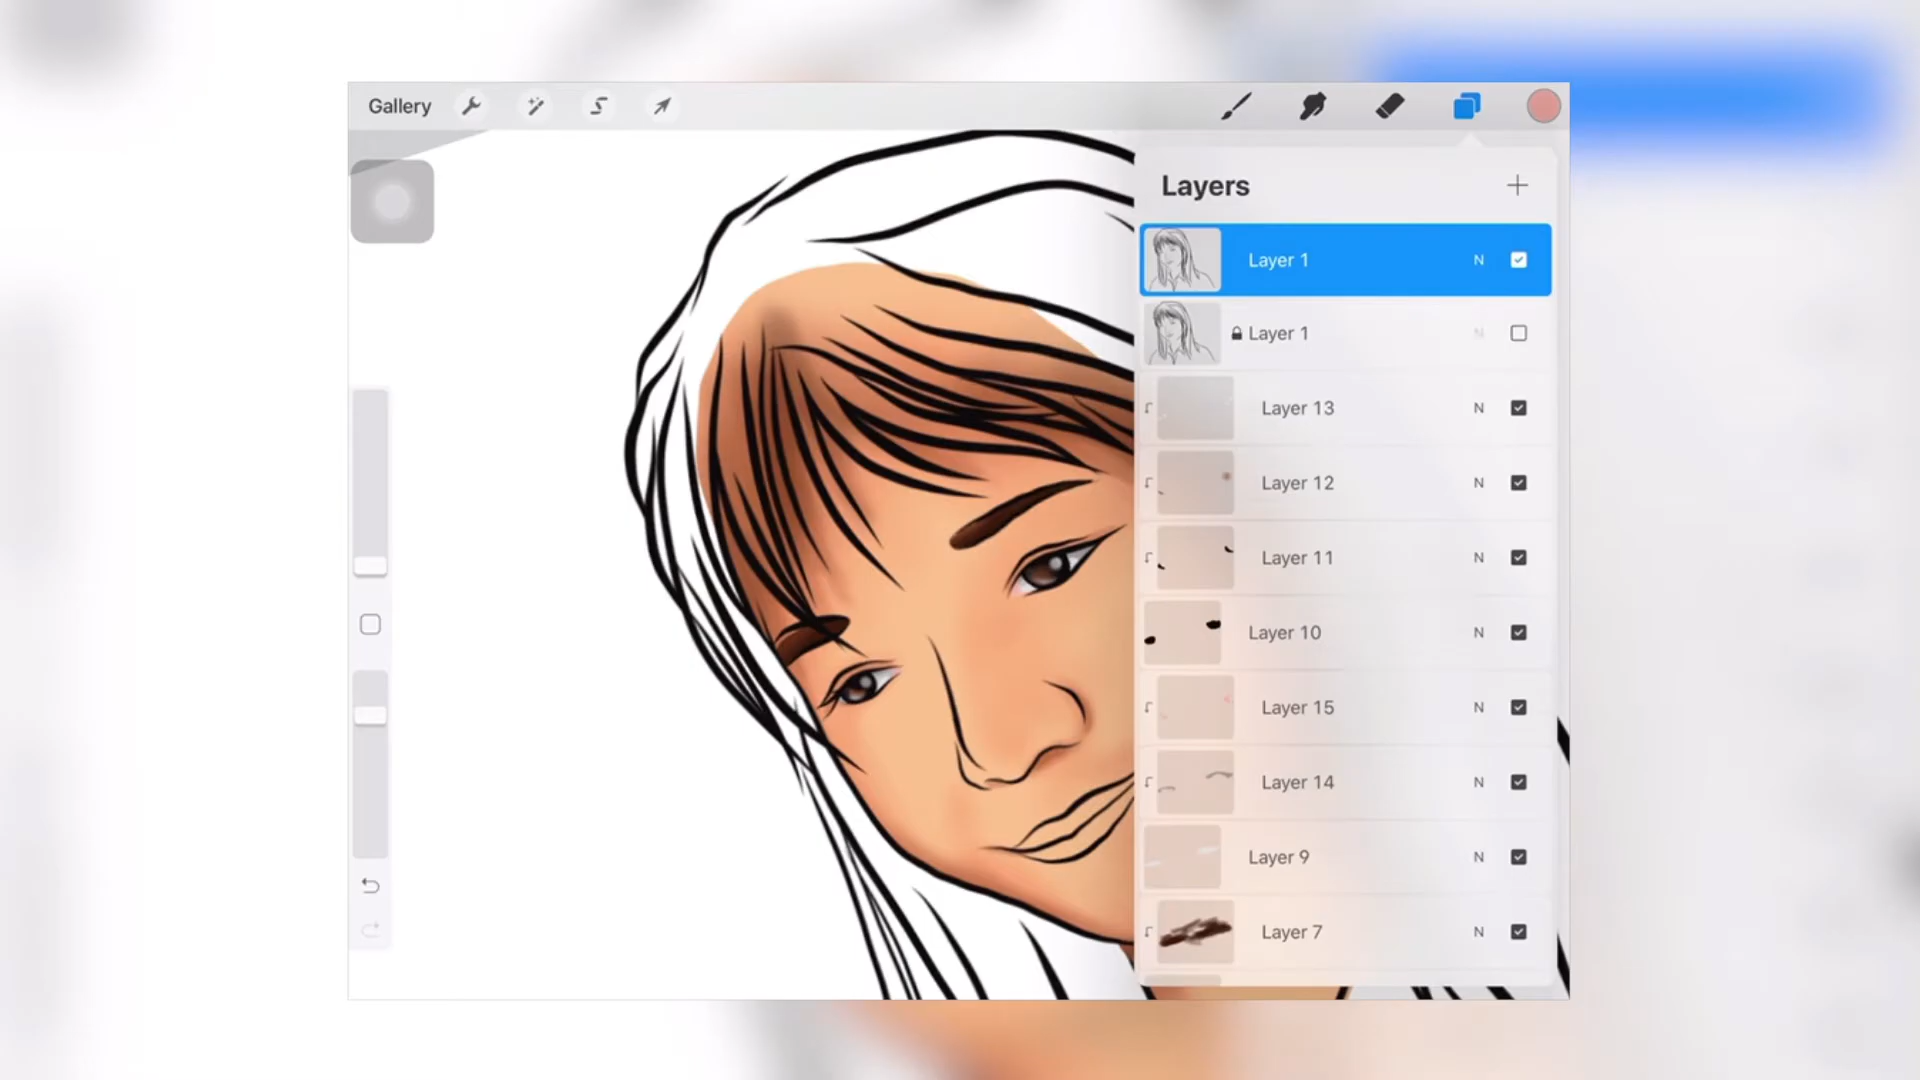 Gallery
Layers
Layer 1 N
Layer 1 N
Layer 13 N
Layer 12 N
Layer 11 N
Layer 10 N
Layer 15 N
Layer 14 N
Layer 9 N
Layer 7 N